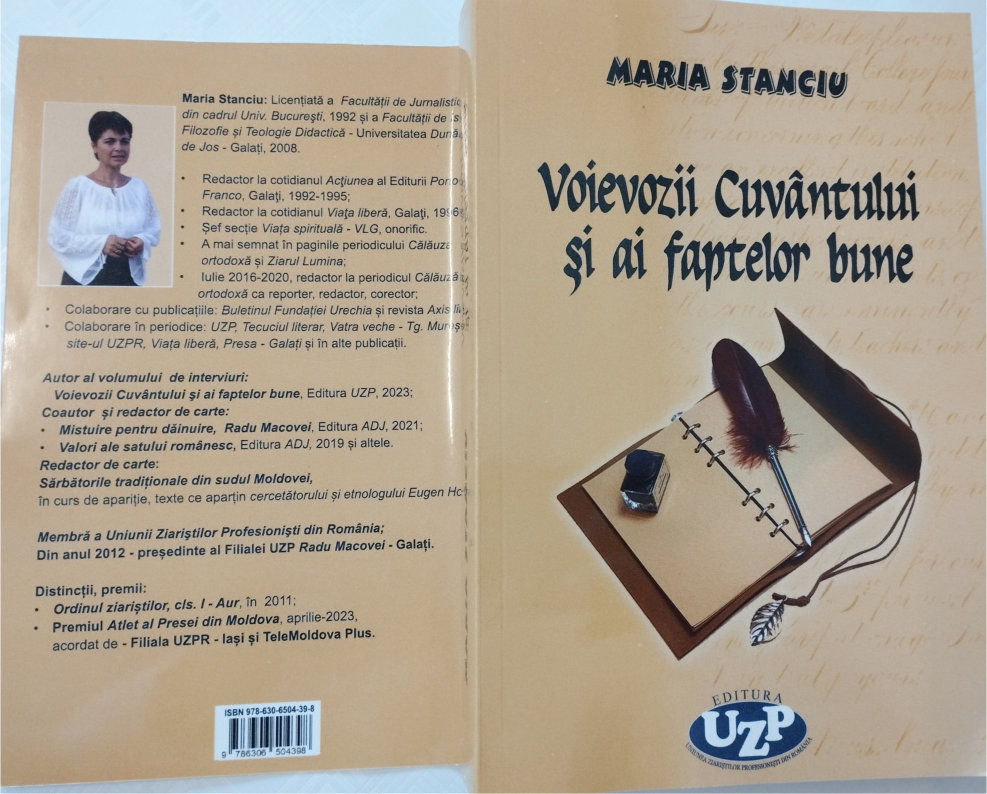 Maria Stanciu: Licențiată a Facultății de
din cadrul Univ. București, 1992 și a Facultății de
Filozofie și Teologie Didactică - Universitatea
de Jos - Galați, 2008.
• Redactor la cotidianul Acţiunea al Editurii
Franco, Galaţi, 1992-1995;
• Redactor la cotidianul Viaţa liberă, Galaţi,
• Șef secție Viața spirituală - VLG, onorific.
• A mai semnat în paginile periodicului
ortodoxă și Ziarul Lumina;
• Iulie 2016-2020, redactor la periodicul
ortodoxă ca reporter, redactor, corector;
• Colaborare cu publicațiile: Buletinul Fundației Urechia și revista
• Colaborare în periodice: UZP, Tecuciul literar, Vatra veche - Tg.
site-ul UZPR, Viața liberă, Presa - Galați și în alte publicații.
Autor al volumului de interviuri:
Voievozii Cuvântului și ai faptelor bune, Editura UZP, 2023;
Coautor și redactor de carte:
• Mistuire pentru dăinuire, Radu Macovei, Editura ADJ, 2021;
• Valori ale satului românesc, Editura ADJ, 2019 și altele.
Redactor de carte:
Sărbătorile tradiționale din sudul Moldovei,
în curs de apariție, texte ce aparțin cercetătorului și etnologului Eugen
Membră a Uniunii Ziariștilor Profesioniști din România;
Din anul 2012 - președinte al Filialei UZP Radu Macovei - Galați.
Distincții, premii:
• Ordinul ziariștilor, cls. I - Aur, în 2011;
• Premiul Atlet al Presei din Moldova, aprilie-2023,
acordat de - Filiala UZPR - Iași și TeleMoldova Plus.
ISBN 978-630-6504-39-8
9 786306 504398
MARIA STANCIU
Voievozii Cuvântului
și ai faptelor bune
EDITURA
UZP
UNIUNEA ZIARIȘTILOR PROFESIONIȘTI DIN ROMÂNIA